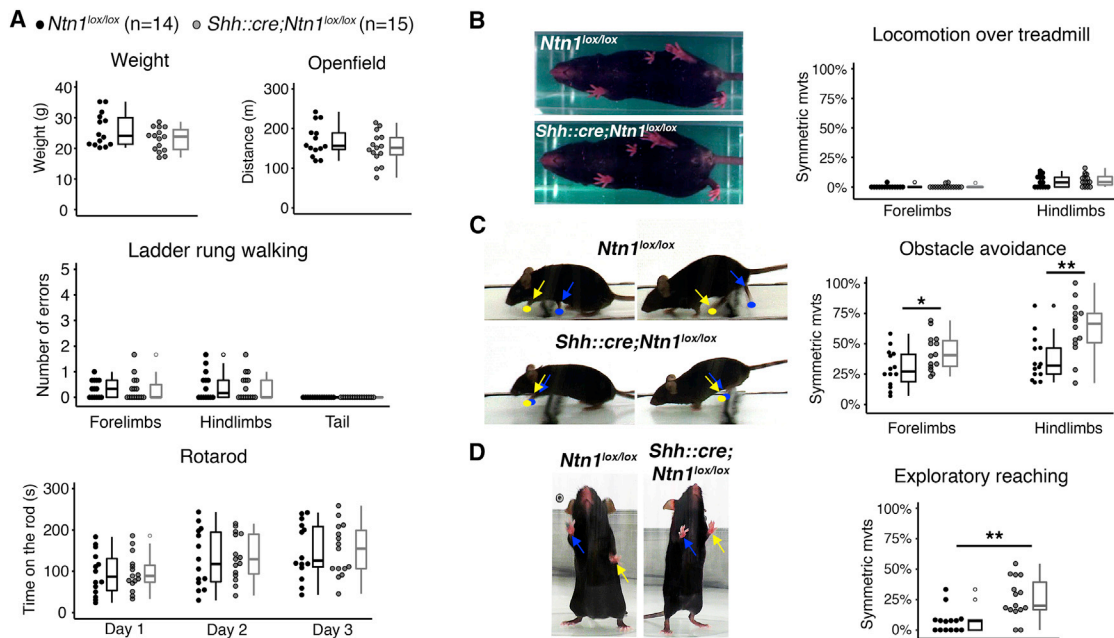 A
Ntn1lox/lox (n=14) Shh::cre;Ntn1lox/lox (n=15)
Weight
Weight (g)
40
30
20
10
0
Openfield
Distance (m)
300
200
100
0
Ladder rung walking
Number of errors
5
4
3
2
1
0
Forelimbs Hindlimbs Tail
Rotarod
Time on the rod (s)
300
200
100
0
Day 1 Day 2 Day 3
B
Ntn1lox/lox
Shh::cre;Ntn1lox/lox
Locomotion over treadmill
Symmetric mvts
100%
75%
50%
25%
0%
Forelimbs Hindlimbs
C
Ntn1lox/lox
Shh::cre;Ntn1lox/lox
Obstacle avoidance
Symmetric mvts
100%
75%
50%
25%
0%
*
**
Forelimbs Hindlimbs
D
Ntn1lox/lox
Shh::cre;
Ntn1lox/lox
Exploratory reaching
Symmetric mvts
100%
75%
50%
25%
0%
**